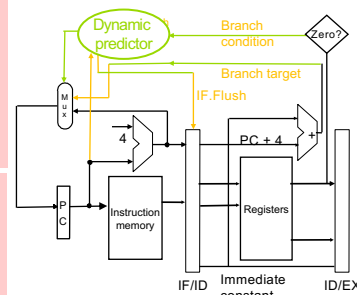 Dynamic
predictor
Branch
condition
Zero?
Branch target
M
u
x
IF.Flush
4
+
PC + 4
P
C
Instruction
memory
Registers
IF/ID
Immediate
constant
ID/EX